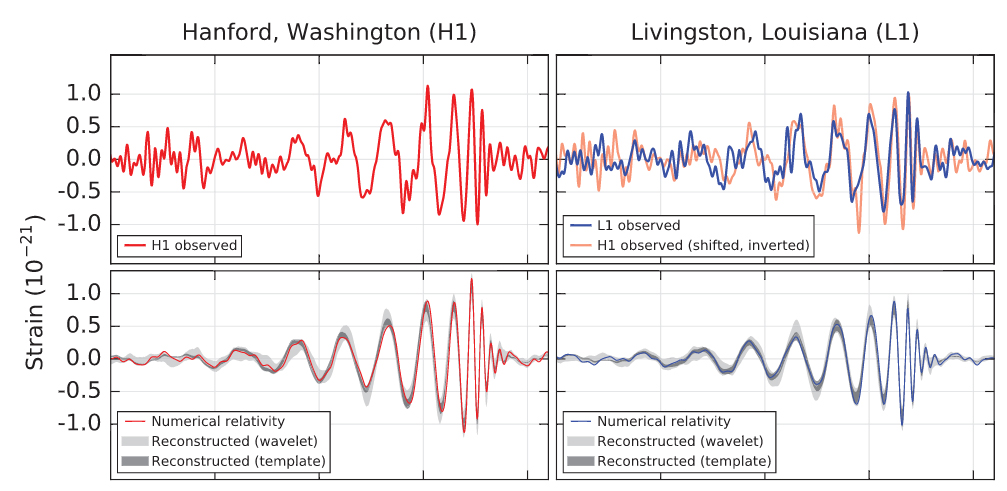 Hanford, Washington (H1)
Livingston, Louisiana (L1)
Strain (10⁻²¹)
1.0
0.5
0.0
-0.5
-1.0
H1 observed
L1 observed
H1 observed (shifted, inverted)
1.0
0.5
0.0
-0.5
-1.0
Numerical relativity
Reconstructed (wavelet)
Reconstructed (template)
Numerical relativity
Reconstructed (wavelet)
Reconstructed (template)